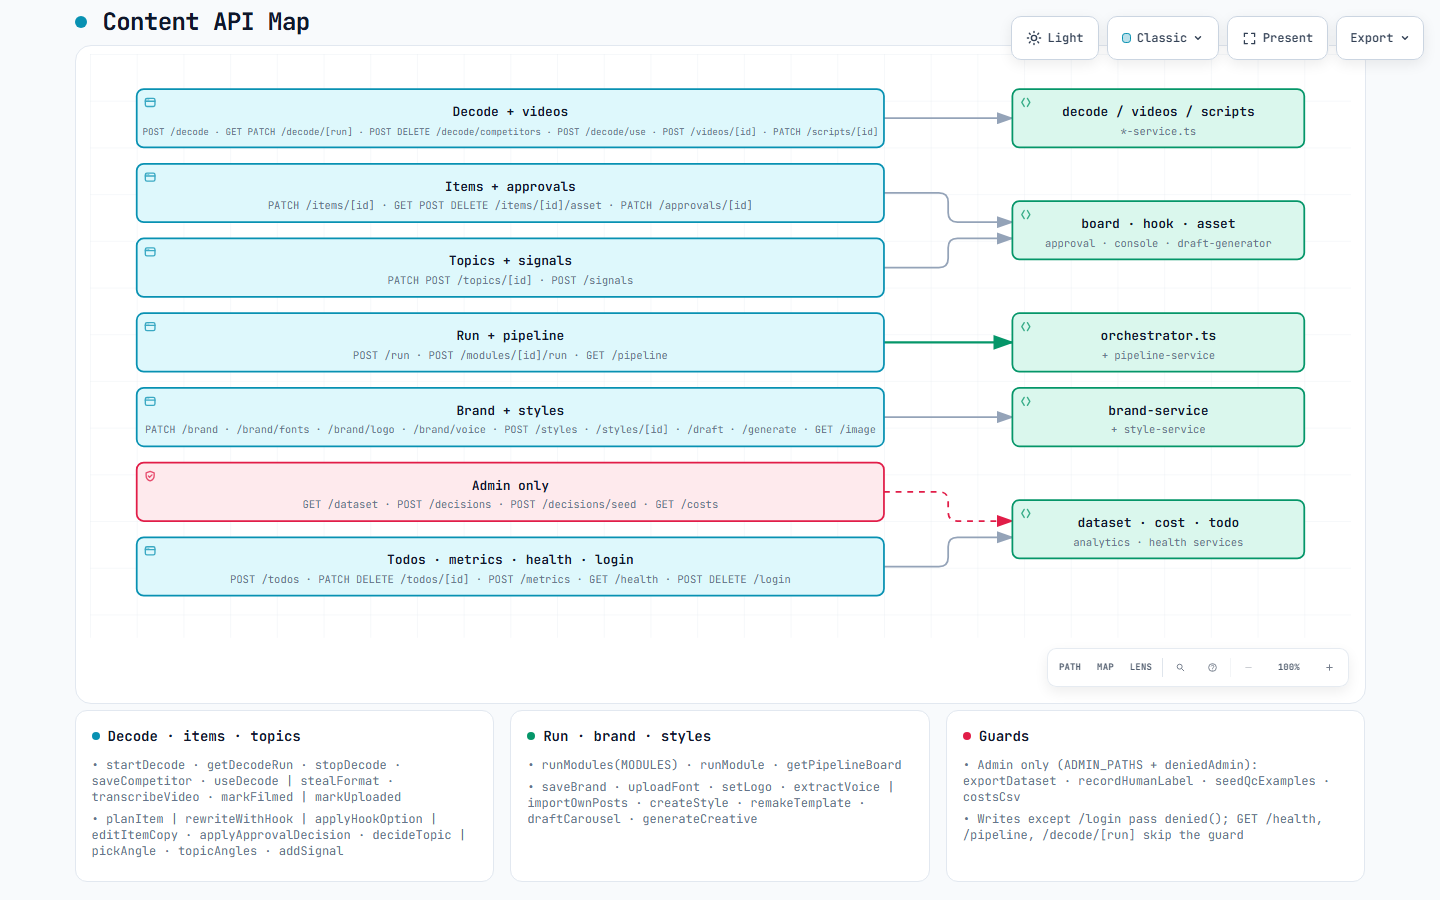 Content API Map
Light
Classic
Present
Export
Decode + videos
POST /decode · GET PATCH /decode/[run] · POST DELETE /decode/competitors · POST /decode/use · POST /videos/[id] · PATCH /scripts/[id]
decode / videos / scripts
*-service.ts
Items + approvals
PATCH /items/[id] · GET POST DELETE /items/[id]/asset · PATCH /approvals/[id]
board · hook · asset
approval · console · draft-generator
Topics + signals
PATCH POST /topics/[id] · POST /signals
Run + pipeline
POST /run · POST /modules/[id]/run · GET /pipeline
orchestrator.ts
+ pipeline-service
Brand + styles
PATCH /brand · /brand/fonts · /brand/logo · /brand/voice · POST /styles · /styles/[id] · /draft · /generate · GET /image
brand-service
+ style-service
Admin only
GET /dataset · POST /decisions · POST /decisions/seed · GET /costs
dataset · cost · todo
analytics · health services
Todos · metrics · health · login
POST /todos · PATCH DELETE /todos/[id] · POST /metrics · GET /health · POST DELETE /login
PATH MAP LENS − 100% +
Decode · items · topics
• startDecode · getDecodeRun · stopDecode ·
saveCompetitor · useDecode | stealFormat ·
transcribeVideo · markFilmed | markUploaded
• planItem | rewriteWithHook | applyHookOption |
editItemCopy · applyApprovalDecision · decideTopic |
pickAngle · topicAngles · addSignal
Run · brand · styles
• runModules(MODULES) · runModule · getPipelineBoard
• saveBrand · uploadFont · setLogo · extractVoice |
importOwnPosts · createStyle · remakeTemplate ·
draftCarousel · generateCreative
Guards
• Admin only (ADMIN_PATHS + deniedAdmin):
exportDataset · recordHumanLabel · seedQcExamples ·
costsCsv
• Writes except /login pass denied(); GET /health,
/pipeline, /decode/[run] skip the guard